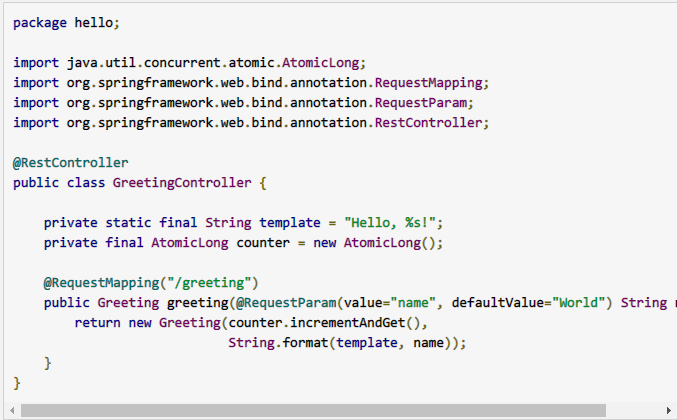 package hello;
import java.util.concurrent.atomic.AtomicLong;
import org.springframework.web.bind.annotation.RequestMapping;
import org.springframework.web.bind.annotation.RequestParam;
import org.springframework.web.bind.annotation.RestController;
@RestController
public class GreetingController {
    private static final String template = "Hello, %s!";
    private final AtomicLong counter = new AtomicLong();
    @RequestMapping("/greeting")
    public Greeting greeting(@RequestParam(value="name", defaultValue="World") String
        return new Greeting(counter.incrementAndGet(),
                            String.format(template, name));
    }
}